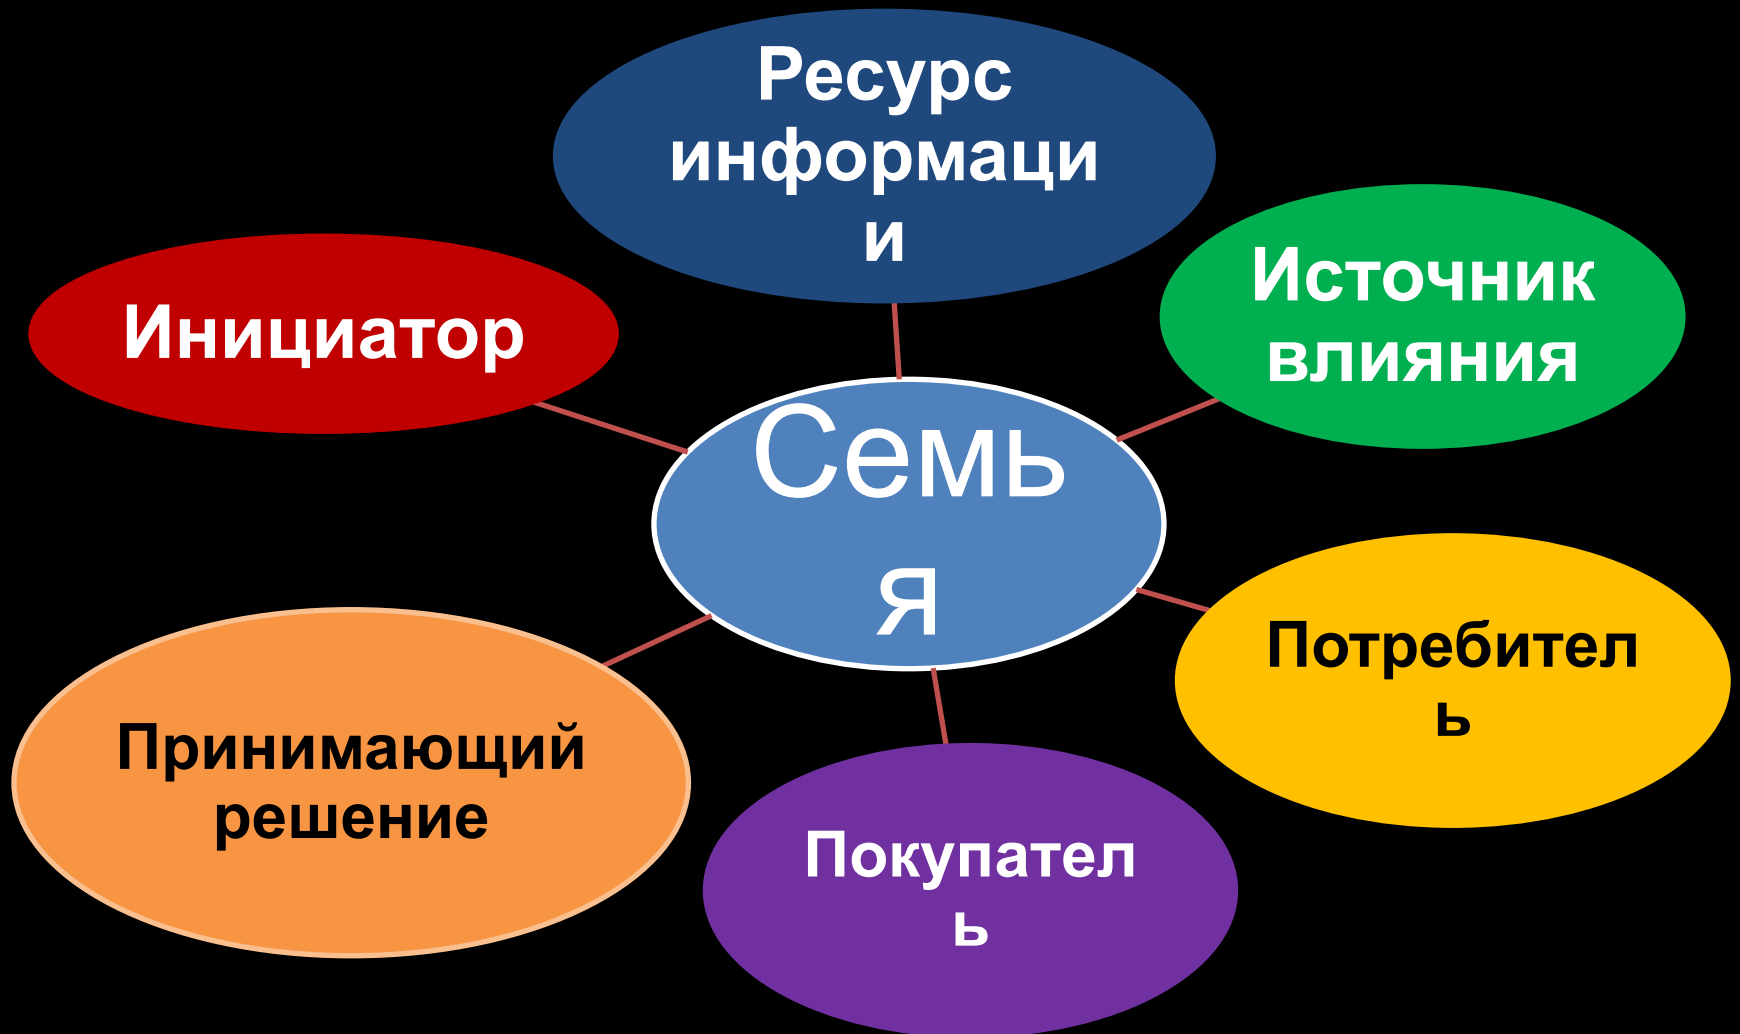 Ресурс
информаци
и
Источник
влияния
Инициатор
Семь
я
Потребител
ь
Принимающий
решение
Покупател
ь